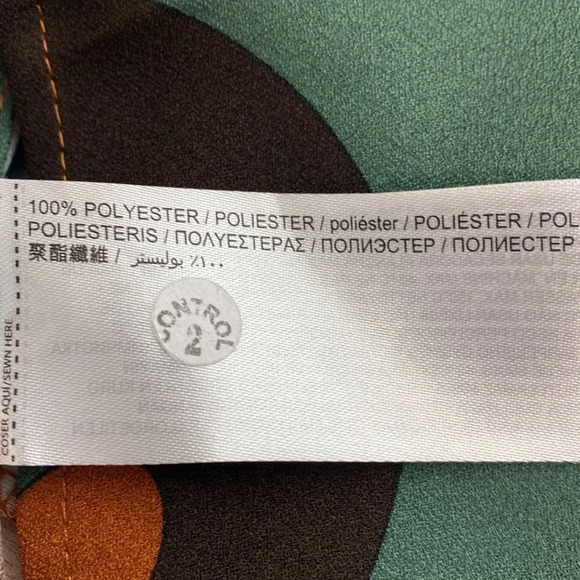 100% POLYESTER / POLIESTER / poliéster / POLIÉSTER / POL
POLIESTERIS / ΠΟΛΥΕΣΤΕΡΑΣ / ПОЛИЭСТЕР / ПОЛИЕСТЕР
聚酯纖維 / ١٠٠٪ بوليستر
CONTROL
2
COSER AQUÍ/SEWN HERE